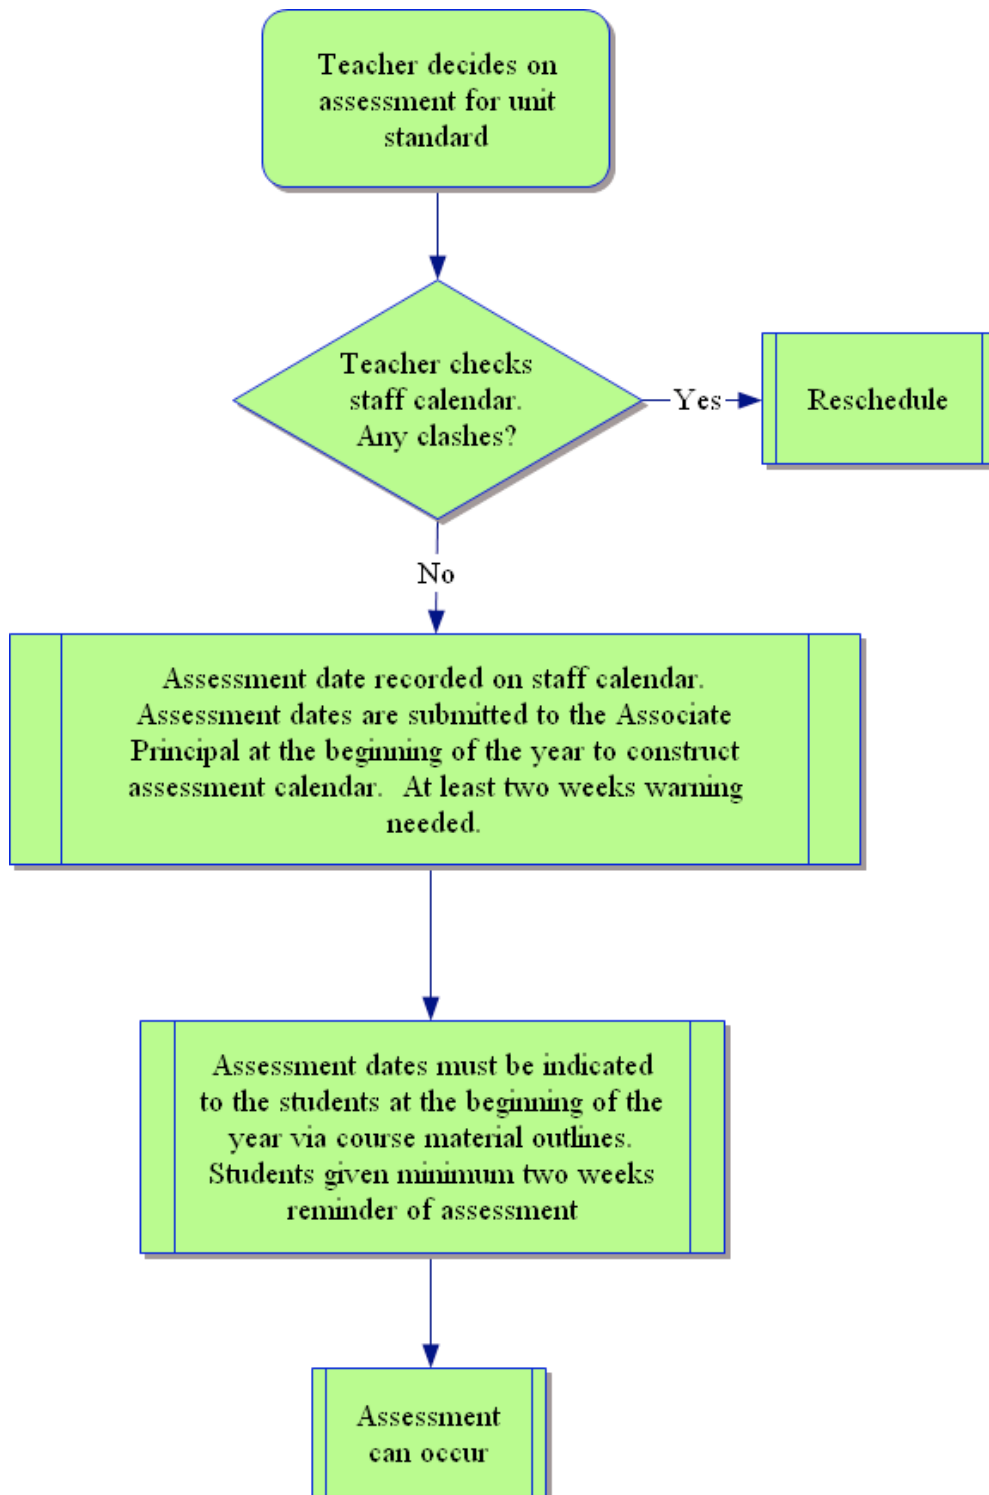 Teacher decides on
assessment for unit
standard
Teacher checks
staff calendar.
Any clashes?
Yes
Reschedule
No
Assessment date recorded on staff calendar.
Assessment dates are submitted to the Associate
Principal at the beginning of the year to construct
assessment calendar.  At least two weeks warning
needed.
Assessment dates must be indicated
to the students at the beginning of the
year via course material outlines.
Students given minimum two weeks
reminder of assessment
Assessment
can occur